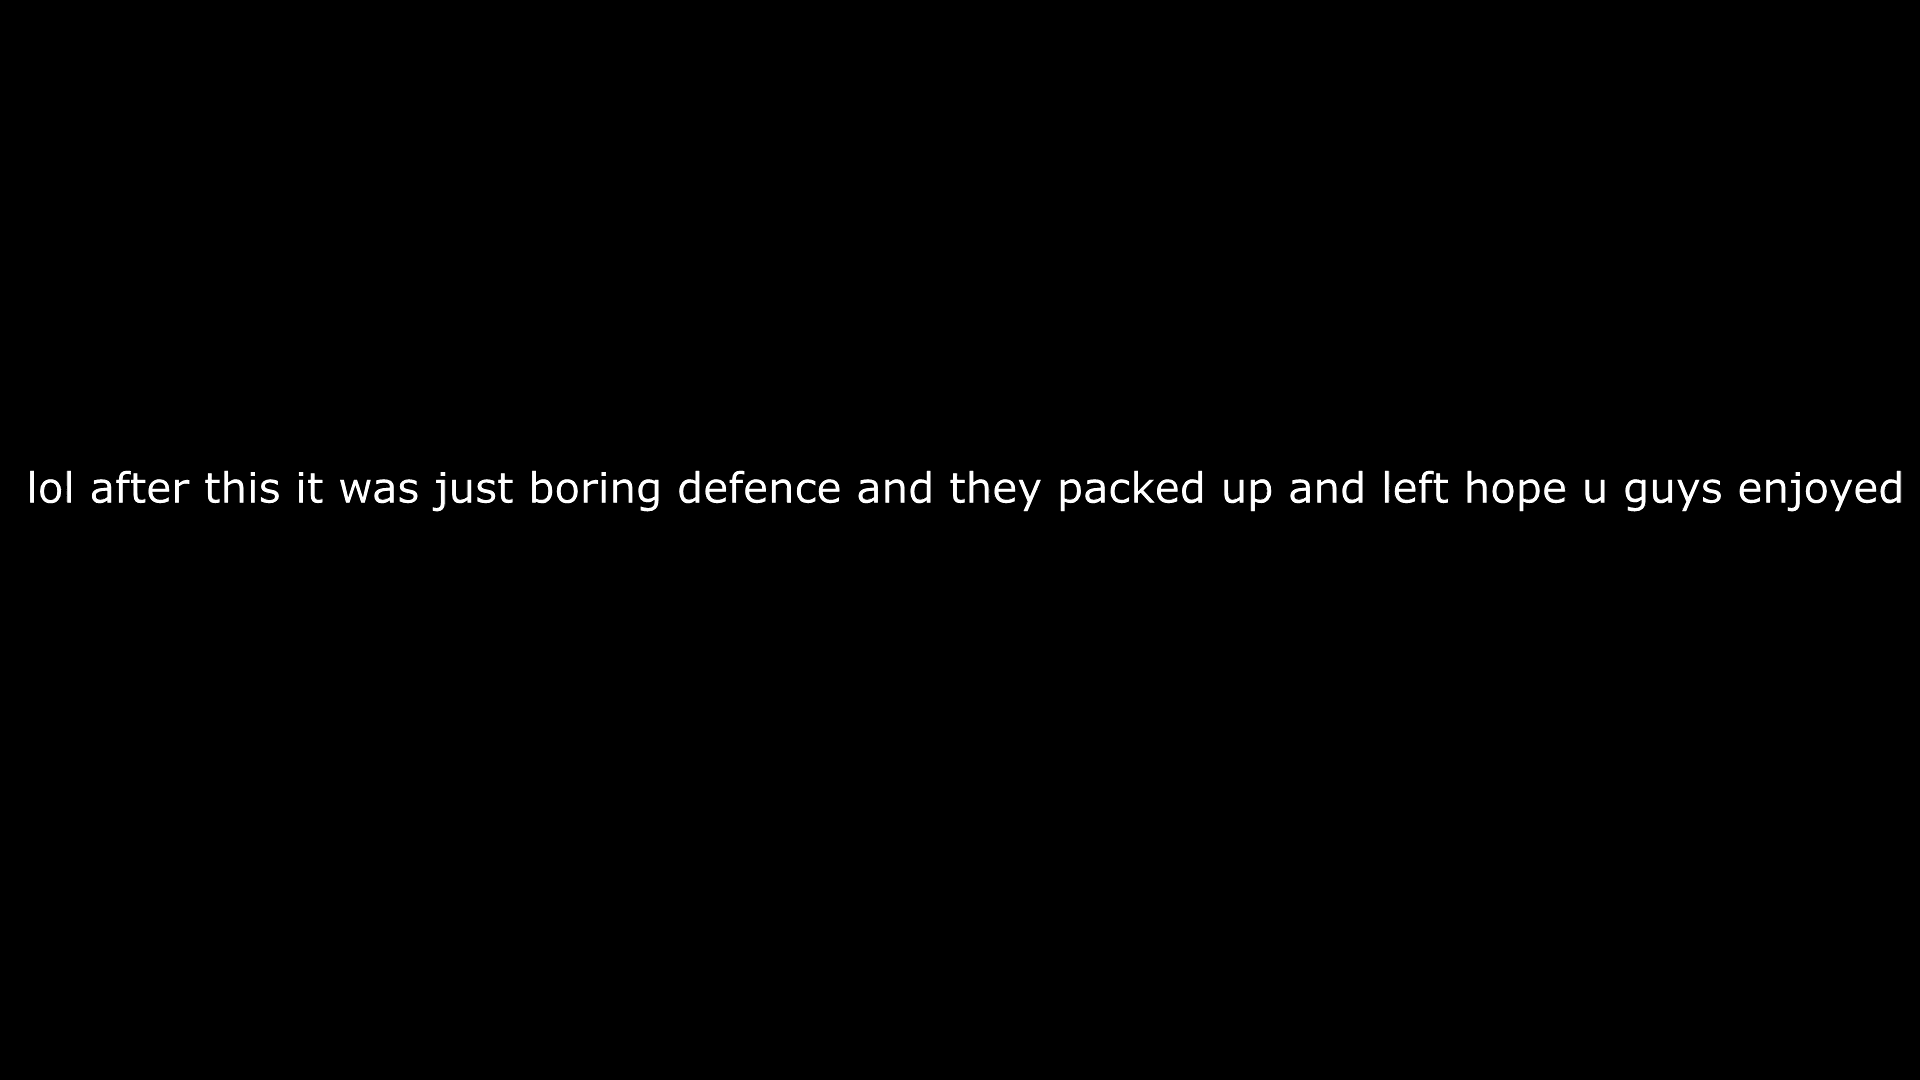 lol after this it was just boring defence and they packed up and left hope u guys enjoyed